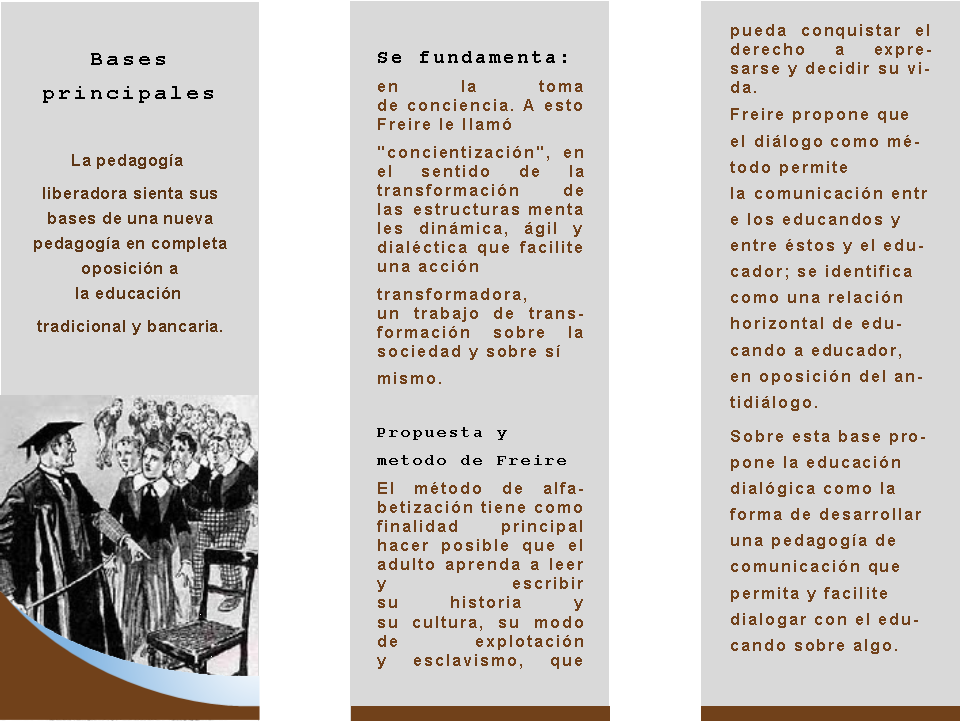 Bases
principales
La pedagogía
liberadora sienta sus
bases de una nueva
pedagogía en completa
oposición a
la educación
tradicional y bancaria.
Se fundamenta:
en la toma
de conciencia. A esto
Freire le llamó
"concientización", en
el sentido de la
transformación de
las estructuras menta
les dinámica, ágil y
dialéctica que facilite
una acción
transformadora,
un trabajo de trans-
formación sobre la
sociedad y sobre sí
mismo.
Propuesta y
metodo de Freire
El método de alfa-
betización tiene como
finalidad principal
hacer posible que el
adulto aprenda a leer
y escribir
su historia y
su cultura, su modo
de explotación
y esclavismo, que
pueda conquistar el
derecho a expre-
sarse y decidir su vi-
da.
Freire propone que
el diálogo como mé-
todo permite
la comunicación entr
e los educandos y
entre éstos y el edu-
cador; se identifica
como una relación
horizontal de edu-
cando a educador,
en oposición del an-
tidiálogo.
Sobre esta base pro-
pone la educación
dialógica como la
forma de desarrollar
una pedagogía de
comunicación que
permita y facilite
dialogar con el edu-
cando sobre algo.